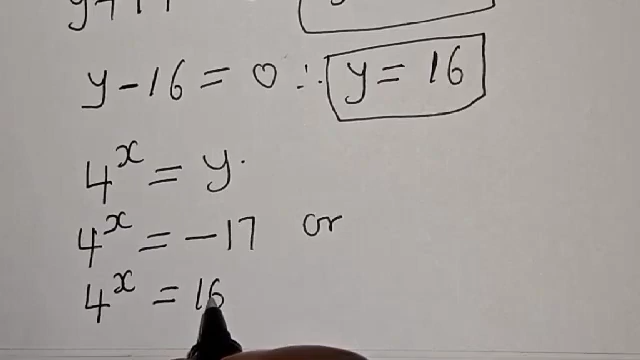 y - 16 = 0 ∴ y = 16
4^x = y.
4^x = -17 or
4^x = 16